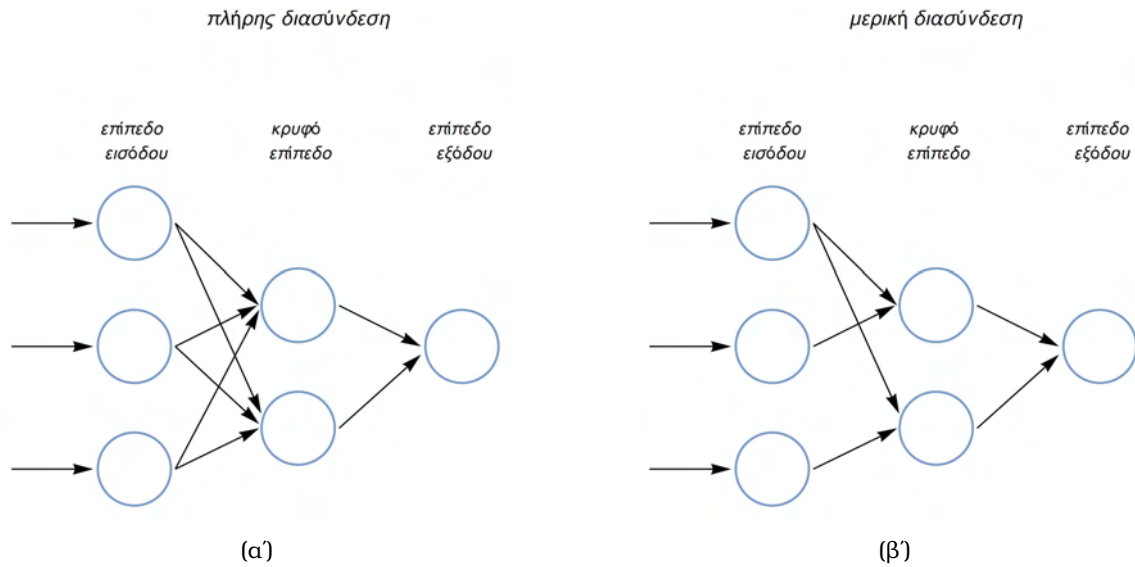 πλήρης διασύνδεση
επίπεδο
εισόδου
κρυφό
επίπεδο
επίπεδο
εξόδου
(α΄)
μερική διασύνδεση
επίπεδο
εισόδου
κρυφό
επίπεδο
επίπεδο
εξόδου
(β΄)